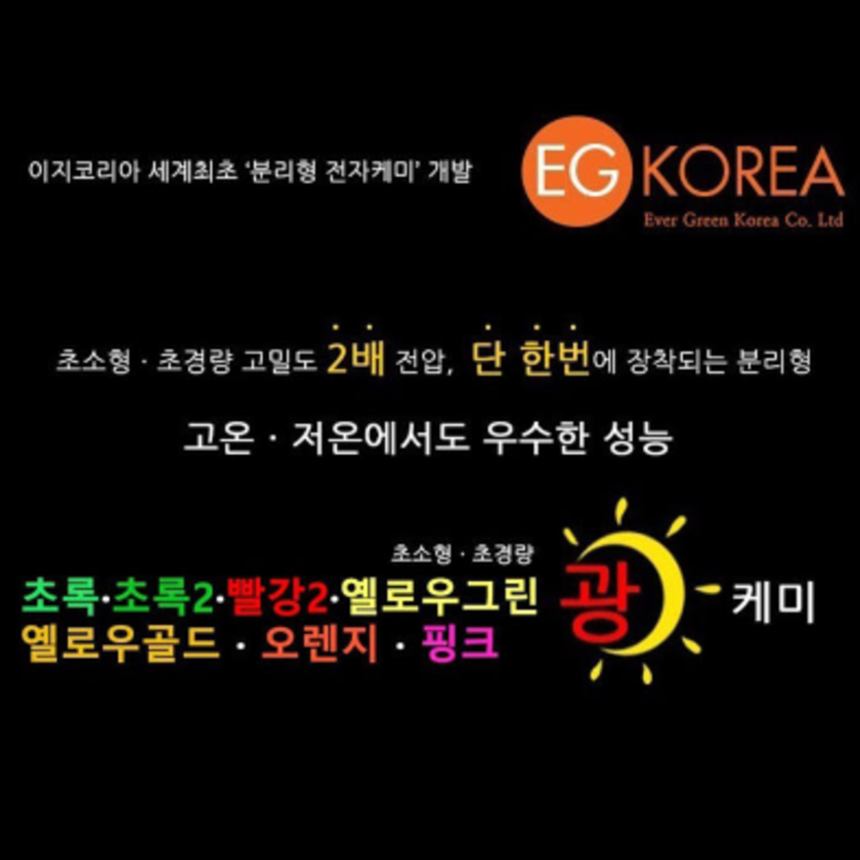 이지코리아 세계최초 ‘분리형 전자케미’ 개발
EG KOREA
Ever Green Korea Co. Ltd
초소형 · 초경량 고밀도 2배 전압, 단 한번에 장착되는 분리형
고온 · 저온에서도 우수한 성능
초소형 · 초경량
초록·초록2·빨강2·옐로우그린
옐로우골드 · 오렌지 · 핑크
광 케미